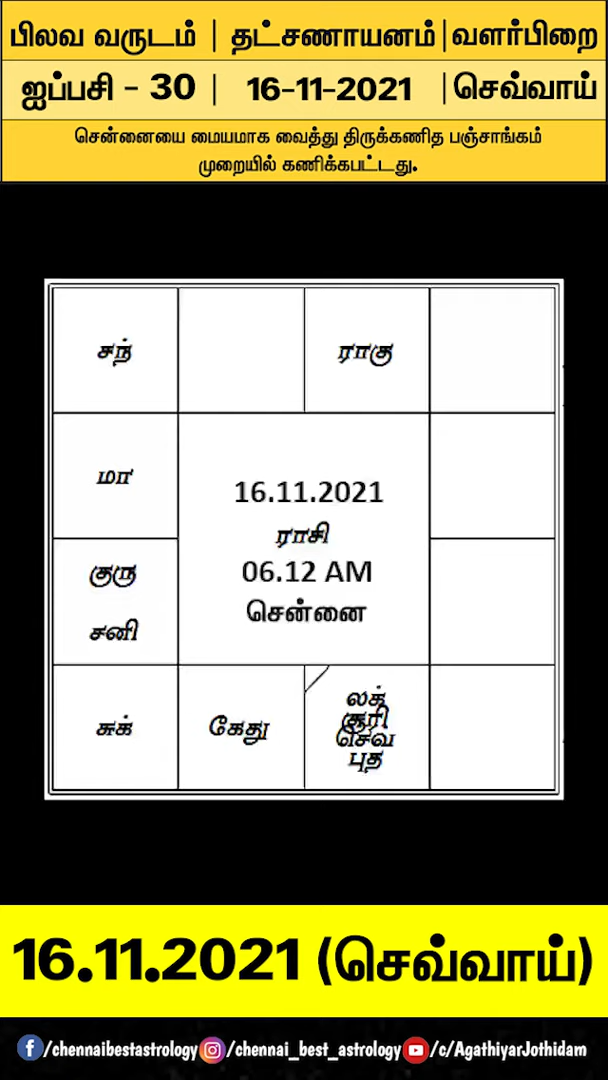 பிலவ வருடம் | தட்சணாயனம் | வளர்பிறை
ஐப்பசி - 30 | 16-11-2021 | செவ்வாய்
சென்னையை மையமாக வைத்து திருக்கணித பஞ்சாங்கம்
முறையில் கணிக்கபட்டது.
சந்
ராகு
மா
16.11.2021
ராசி
06.12 AM
சென்னை
குரு
சனி
சுக்
கேது
லக்
சூரி
செவ
புத
16.11.2021 (செவ்வாய்)
/chennaibestastrology /chennai_best_astrology /c/AgathiyarJothidam